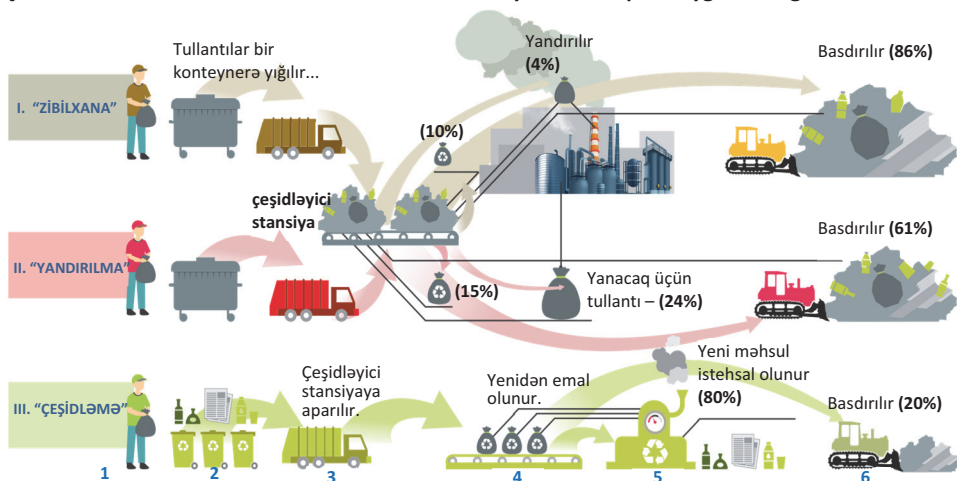 Tullantılar bir
konteynerə yığılır...
Yandırılır
(4%)
Basdırılır (86%)
I. “ZİBİLXANA”
(10%)
çeşidləyici
stansiya
Basdırılır (61%)
II. “YANDIRILMA”
(15%)
Yanacaq üçün
tullantı – (24%)
Çeşidləyici
stansiyaya
aparılır.
Yenidən emal
olunur.
Yeni məhsul
istehsal olunur
(80%)
Basdırılır (20%)
III. “ÇEŞİDLƏMƏ”
1 2 3 4 5 6